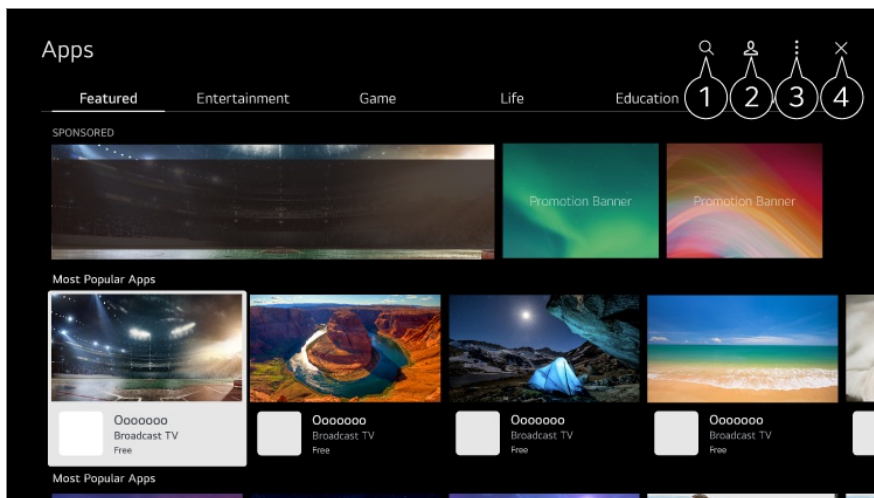 Apps
Featured Entertainment Game Life Education
1 2 3 4
SPONSORED
Promotion Banner Promotion Banner
Most Popular Apps
Ooooooo Ooooooo Ooooooo Ooooooo
Broadcast TV Broadcast TV Broadcast TV Broadcast TV
Free Free Free Free
Most Popular Apps